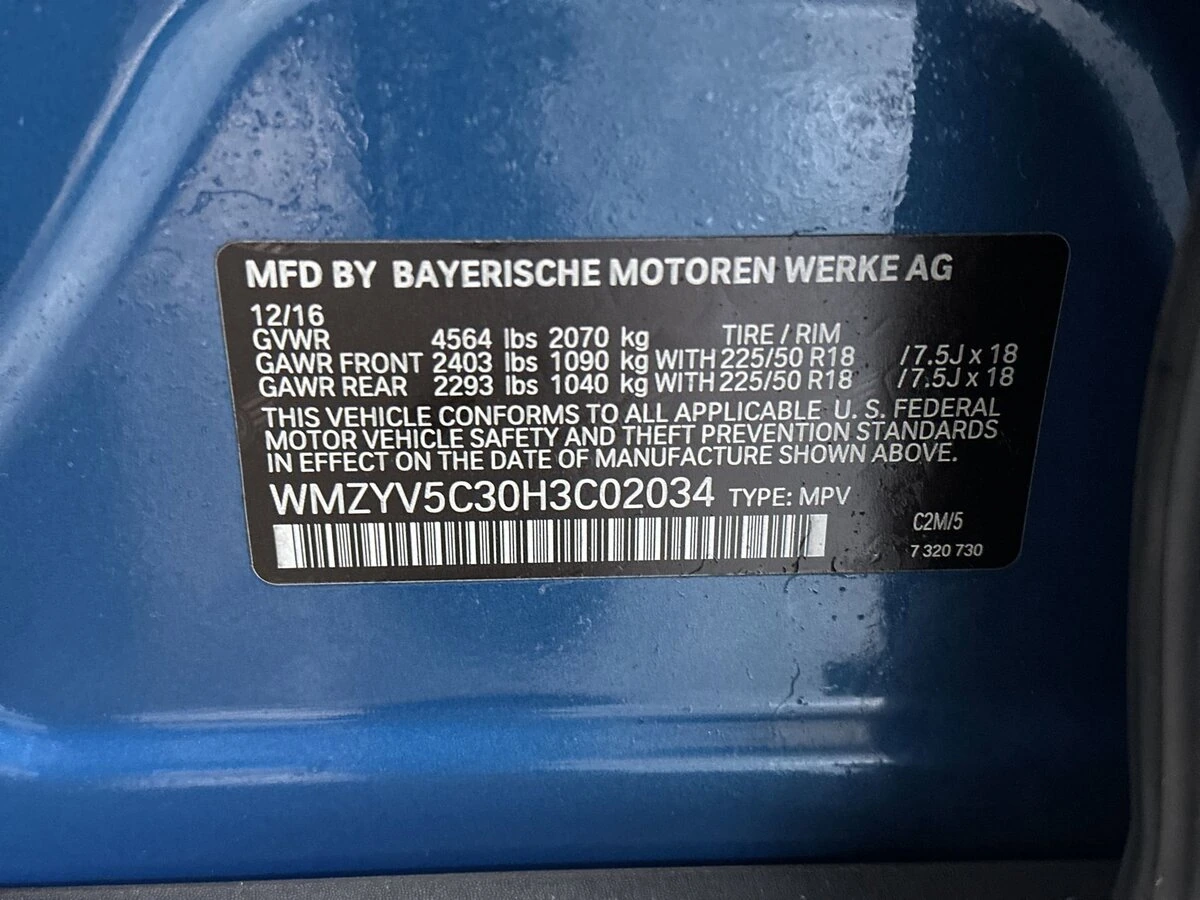 MFD BY BAYERISCHE MOTOREN WERKE AG
12/16
GVWR 4564 lbs 2070 kg TIRE / RIM
GAWR FRONT 2403 lbs 1090 kg WITH 225/50 R18 /7.5J x 18
GAWR REAR 2293 lbs 1040 kg WITH 225/50 R18 /7.5J x 18
THIS VEHICLE CONFORMS TO ALL APPLICABLE U. S. FEDERAL
MOTOR VEHICLE SAFETY AND THEFT PREVENTION STANDARDS
IN EFFECT ON THE DATE OF MANUFACTURE SHOWN ABOVE.
WMZYV5C30H3C02034 TYPE: MPV
C2M/5
7 320 730